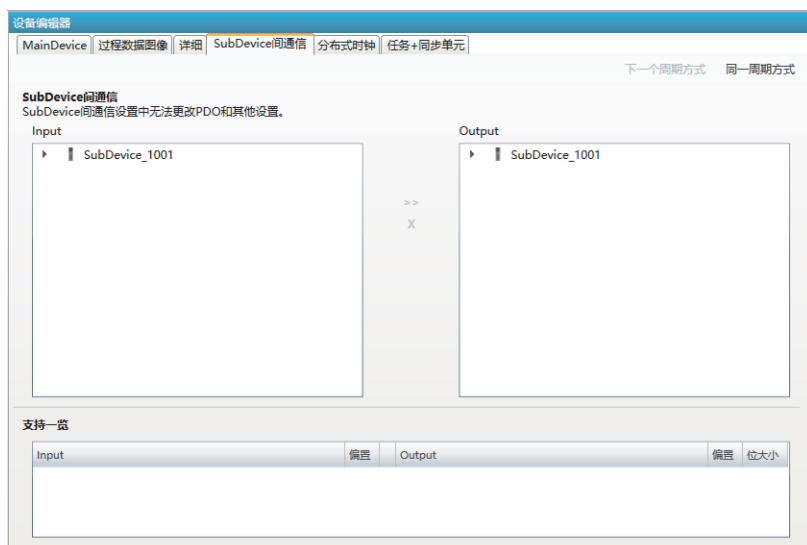 设备编辑器
MainDevice 过程数据图像 详细 SubDevice间通信 分布式时钟 任务+同步单元
下一个周期方式 同一周期方式
SubDevice间通信
SubDevice间通信设置中无法更改PDO和其他设置。
Input Output
SubDevice_1001 SubDevice_1001
>>
X
支持一览
Input 偏置 Output 偏置 位大小